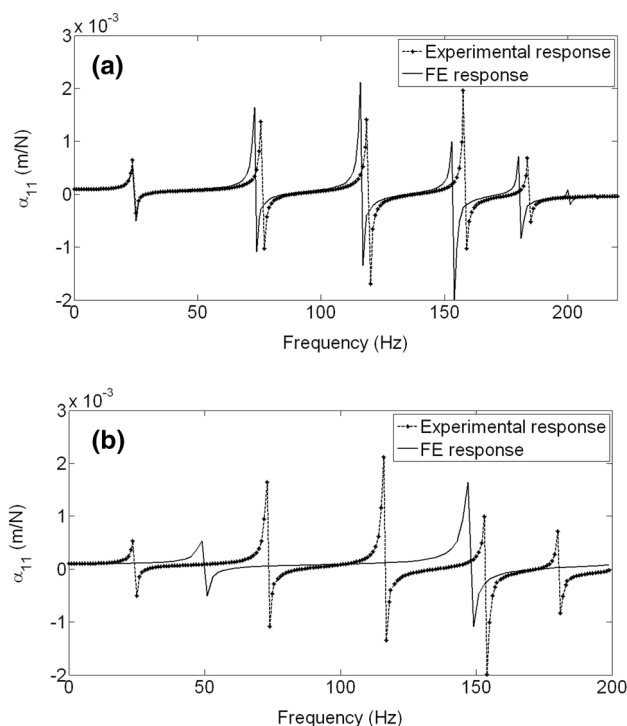 3 x 10⁻³
(a)
Experimental response
FE response
2
1
0
-1
-2
α₁₁ (m/N)
0 50 100 150 200
Frequency (Hz)
3 x 10⁻³
(b)
Experimental response
FE response
2
1
0
-1
-2
α₁₁ (m/N)
0 50 100 150 200
Frequency (Hz)